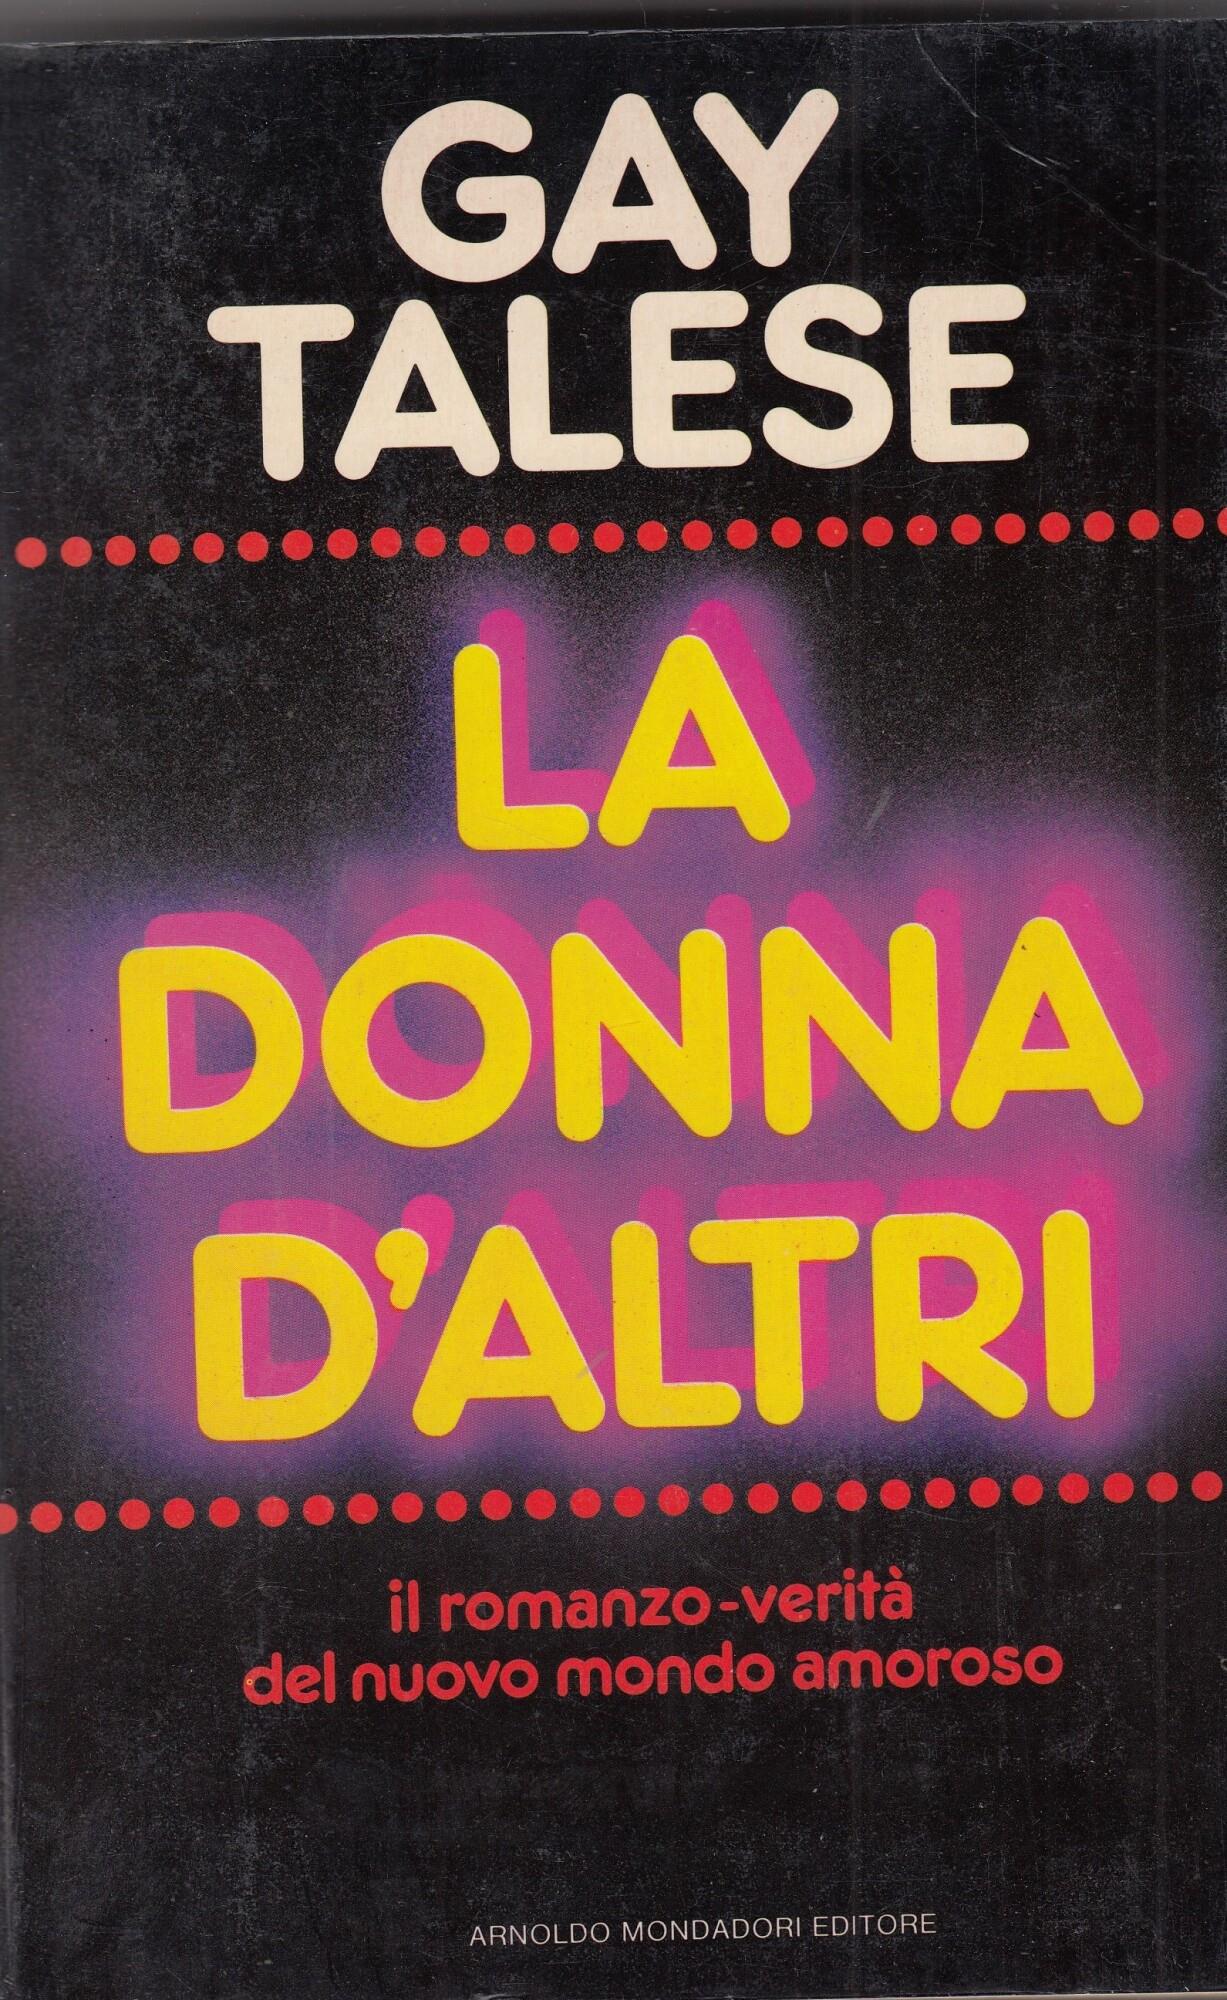 GAY
TALESE
LA
DONNA
D'ALTRI
il romanzo-verità
del nuovo mondo amoroso
ARNOLDO MONDADORI EDITORE